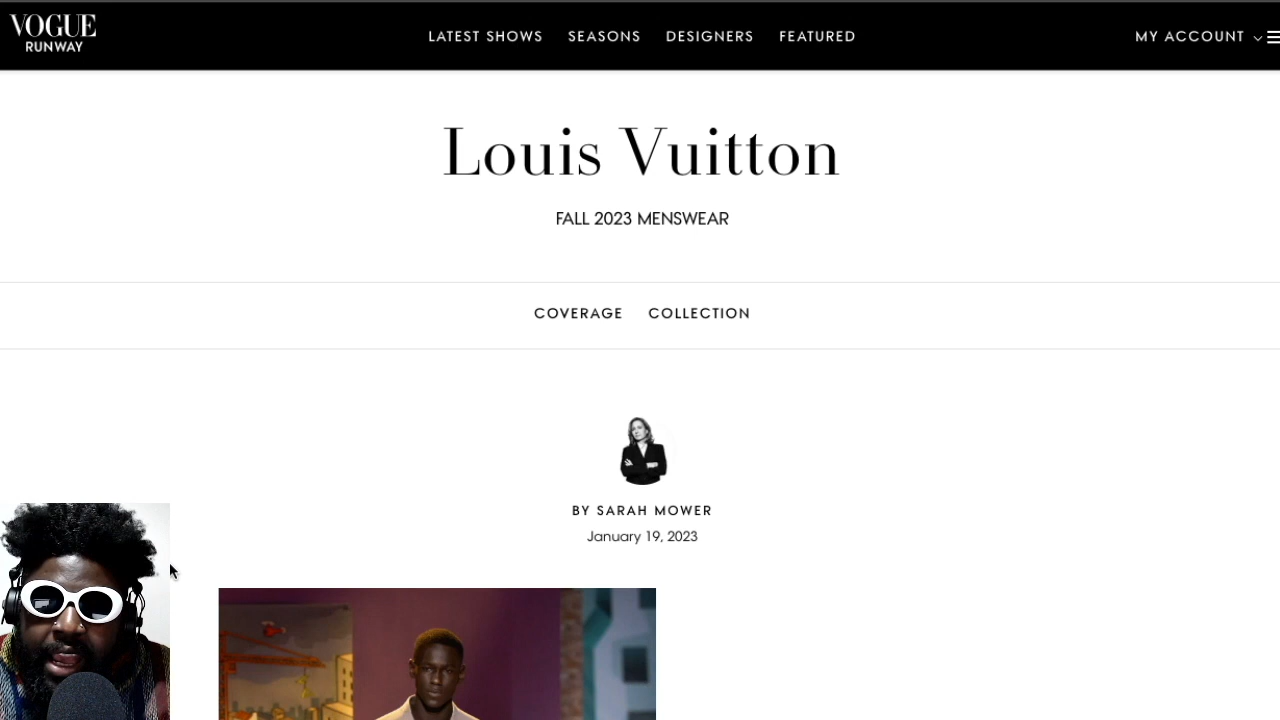 VOGUE
RUNWAY
LATEST SHOWS SEASONS DESIGNERS FEATURED
MY ACCOUNT
Louis Vuitton
FALL 2023 MENSWEAR
COVERAGE COLLECTION
BY SARAH MOWER
January 19, 2023